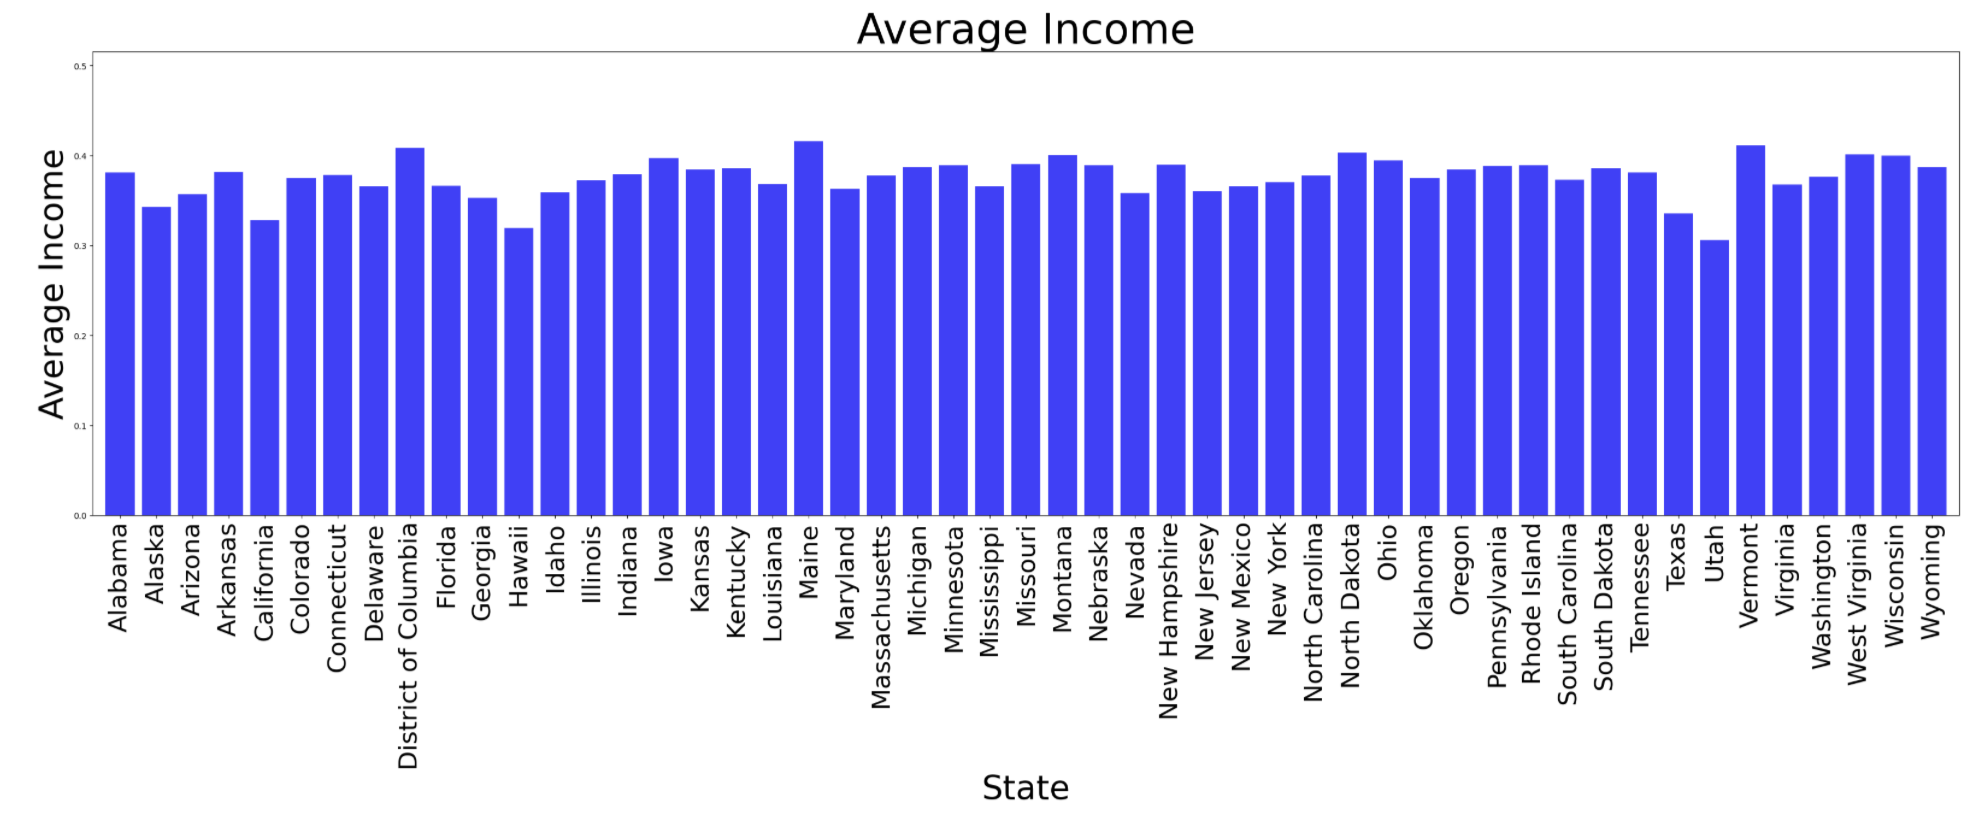 Average Income
Average Income
0.5
0.4
0.3
0.2
0.1
0.0
Alabama
Alaska
Arizona
Arkansas
California
Colorado
Connecticut
Delaware
District of Columbia
Florida
Georgia
Hawaii
Idaho
Illinois
Indiana
Iowa
Kansas
Kentucky
Louisiana
Maine
Maryland
Massachusetts
Michigan
Minnesota
Mississippi
Missouri
Montana
Nebraska
Nevada
New Hampshire
New Jersey
New Mexico
New York
North Carolina
North Dakota
Ohio
Oklahoma
Oregon
Pennsylvania
Rhode Island
South Carolina
South Dakota
Tennessee
Texas
Utah
Vermont
Virginia
Washington
West Virginia
Wisconsin
Wyoming
State